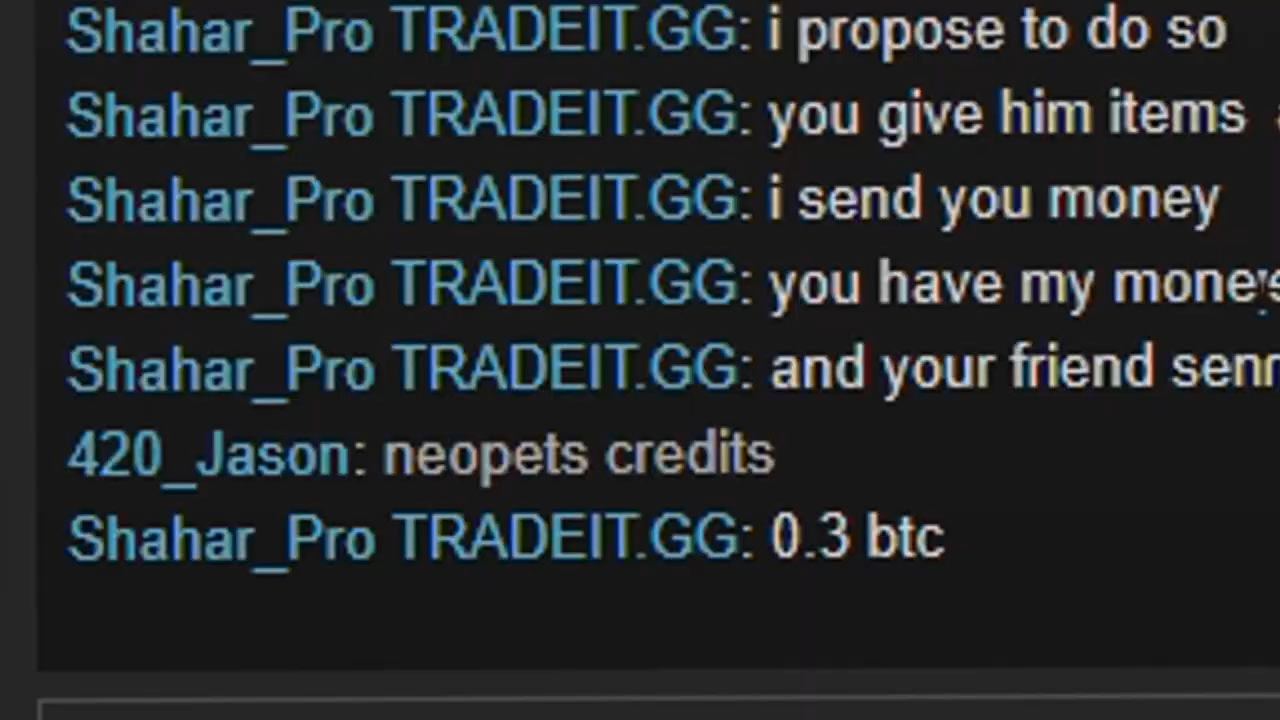 Shahar_Pro TRADEIT.GG: i propose to do so
Shahar_Pro TRADEIT.GG: you give him items
Shahar_Pro TRADEIT.GG: i send you money
Shahar_Pro TRADEIT.GG: you have my
Shahar_Pro TRADEIT.GG: and your friend
420_Jason: neopets credits
Shahar_Pro TRADEIT.GG: 0.3 btc